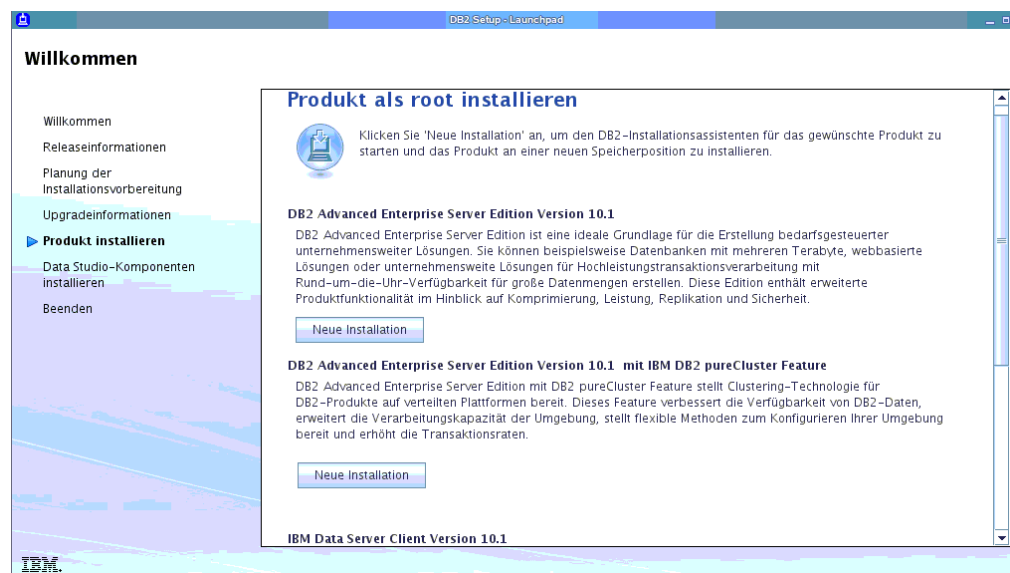 DB2 Setup - Launchpad
Willkommen
Willkommen
Releaseinformationen
Planung der
Installationsvorbereitung
Upgradeinformationen
Produkt installieren
Data Studio-Komponenten
installieren
Beenden
Produkt als root installieren
Klicken Sie 'Neue Installation' an, um den DB2-Installationsassistenten für das gewünschte Produkt zu
starten und das Produkt an einer neuen Speicherposition zu installieren.
DB2 Advanced Enterprise Server Edition Version 10.1
DB2 Advanced Enterprise Server Edition ist eine ideale Grundlage für die Erstellung bedarfsgesteuerter
unternehmensweiter Lösungen. Sie können beispielsweise Datenbanken mit mehreren Terabyte, webbasierte
Lösungen oder unternehmensweite Lösungen für Hochleistungstransaktionsverarbeitung mit
Rund-um-die-Uhr-Verfügbarkeit für große Datenmengen erstellen. Diese Edition enthält erweiterte
Produktfunktionalität im Hinblick auf Komprimierung, Leistung, Replikation und Sicherheit.
Neue Installation
DB2 Advanced Enterprise Server Edition Version 10.1 mit IBM DB2 pureCluster Feature
DB2 Advanced Enterprise Server Edition mit DB2 pureCluster Feature stellt Clustering-Technologie für
DB2-Produkte auf verteilten Plattformen bereit. Dieses Feature verbessert die Verfügbarkeit von DB2-Daten,
erweitert die Verarbeitungskapazität der Umgebung, stellt flexible Methoden zum Konfigurieren Ihrer Umgebung
bereit und erhöht die Transaktionsraten.
Neue Installation
IBM Data Server Client Version 10.1
IBM.